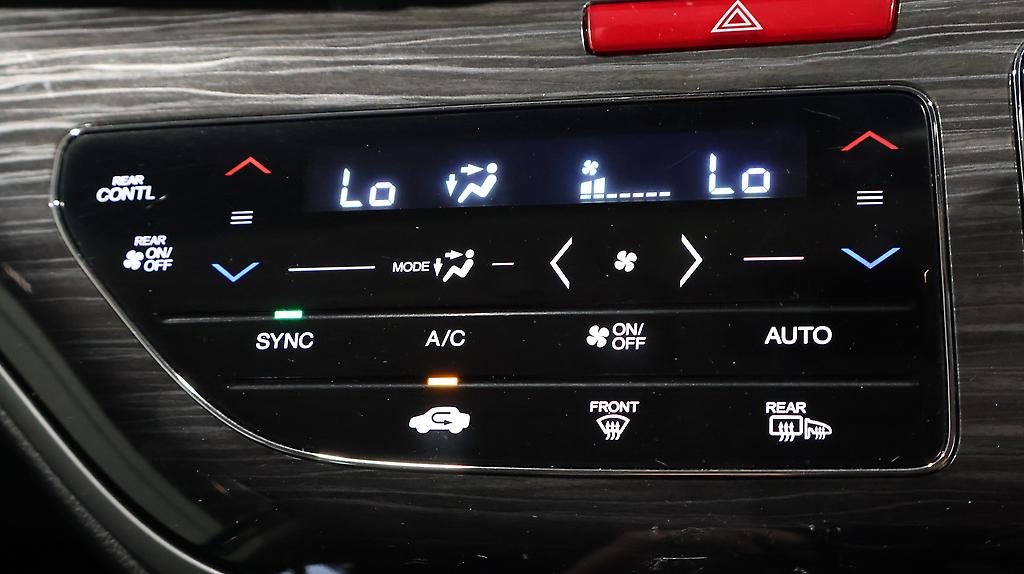 REAR
CONTL
Lo
Lo
REAR
ON/
OFF
MODE
SYNC
A/C
ON/
OFF
AUTO
FRONT
REAR